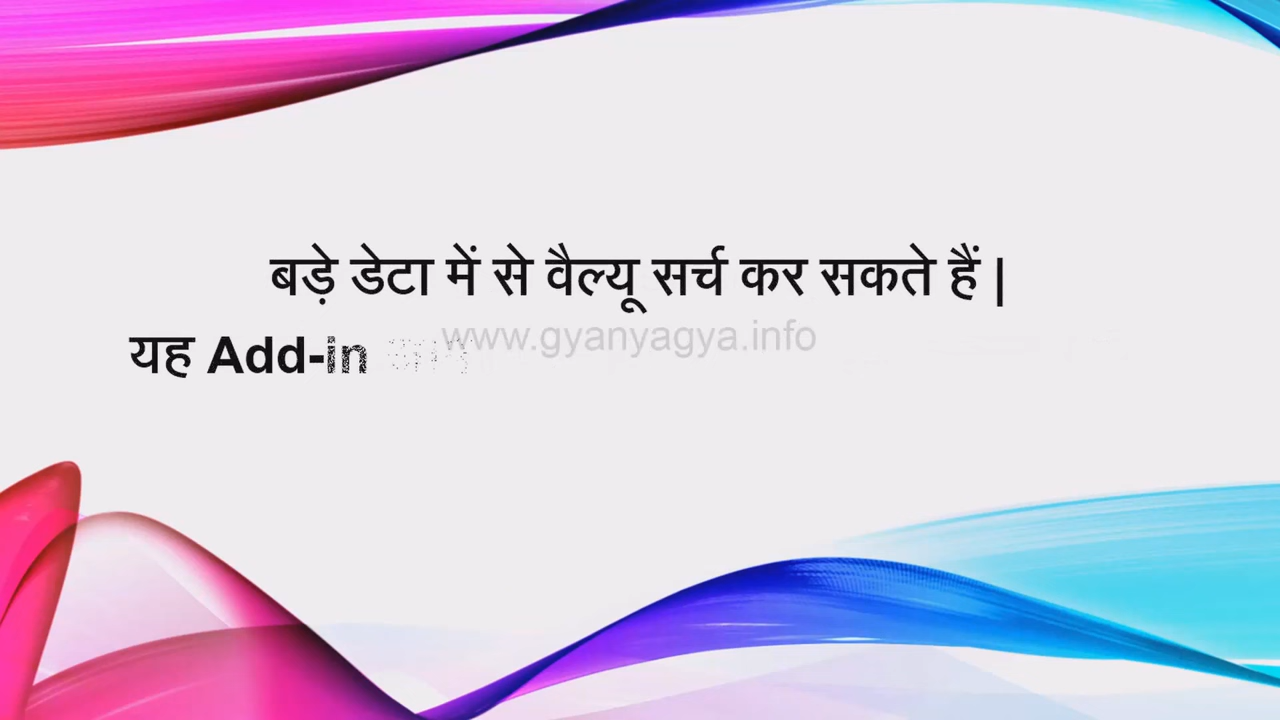 बड़े डेटा में से वैल्यू सर्च कर सकते हैं |
www.gyanyagya.info
यह Add-in